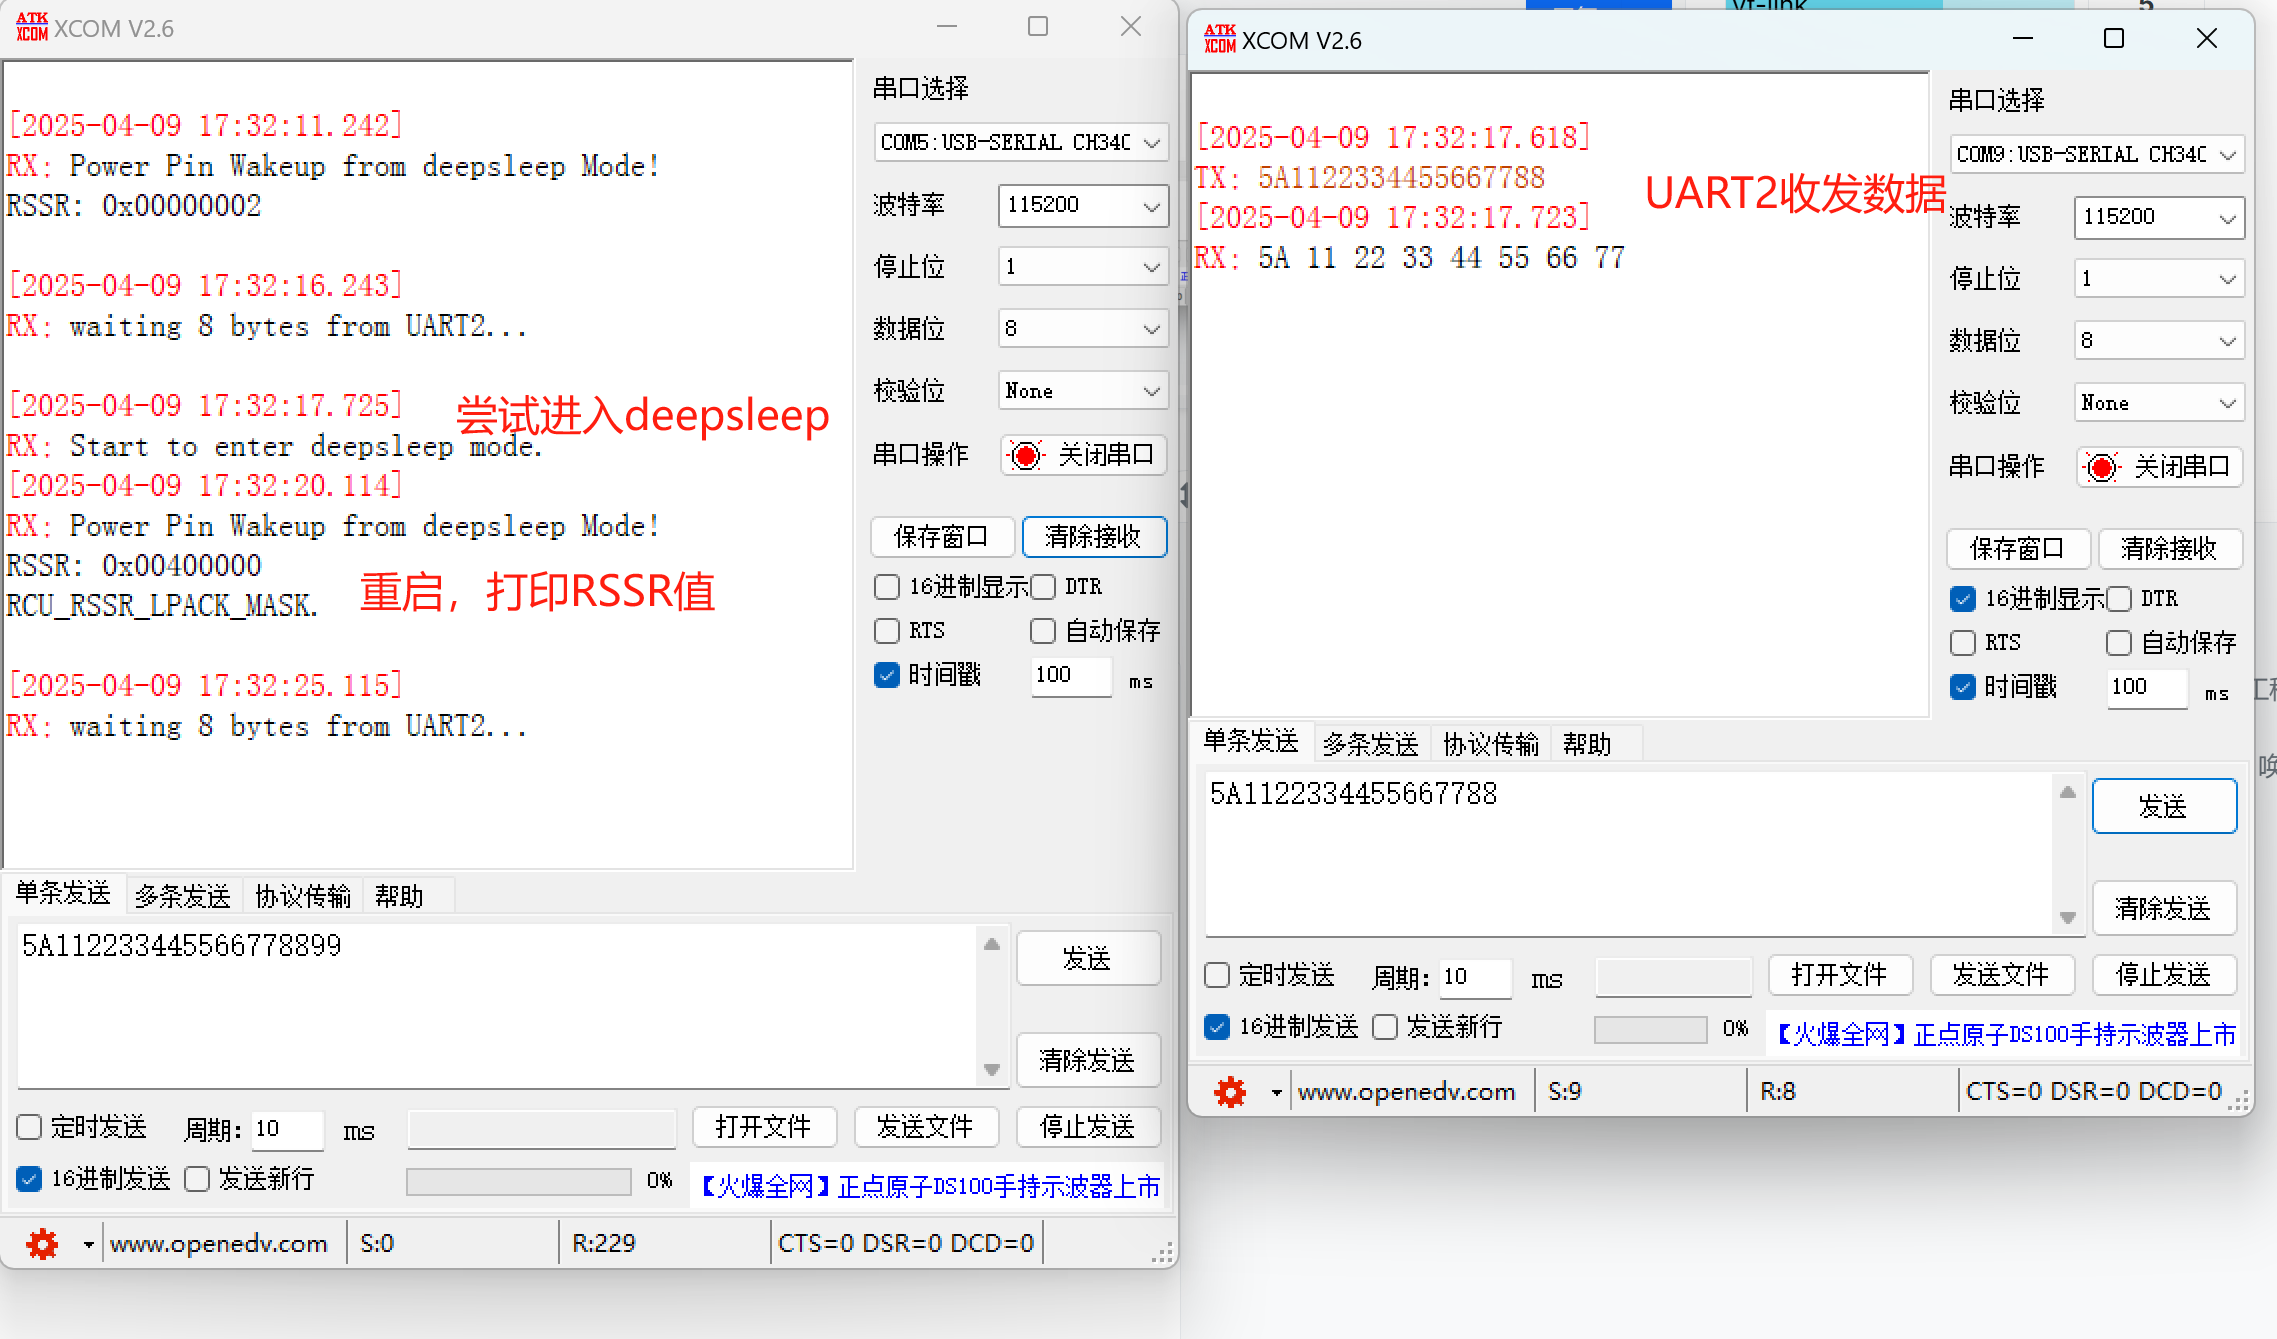 ATK
XCOM XCOM V2.6
[2025-04-09 17:32:11.242]
RX: Power Pin Wakeup from deepsleep Mode!
RSSR: 0x00000002
[2025-04-09 17:32:16.243]
RX: waiting 8 bytes from UART2...
[2025-04-09 17:32:17.725]
尝试进入deepsleep
RX: Start to enter deepsleep mode.
[2025-04-09 17:32:20.114]
RX: Power Pin Wakeup from deepsleep Mode!
RSSR: 0x00400000
RCU_RSSR_LPACK_MASK.
重启，打印RSSR值
[2025-04-09 17:32:25.115]
RX: waiting 8 bytes from UART2...
串口选择
COM5:USB-SERIAL CH34
波特率 115200
停止位 1
数据位 8
校验位 None
串口操作 关闭串口
保存窗口 清除接收
16进制显示 DTR
RTS 自动保存
时间戳 100 ms
单条发送 多条发送 协议传输 帮助
5A112233445566778899
发送
清除发送
定时发送 周期: 10 ms 打开文件 发送文件 停止发送
16进制发送 发送新行 0% 【火爆全网】正点原子DS100手持示波器上市
www.openedv.com S:0 R:229 CTS=0 DSR=0 DCD=0
5
ATK
XCOM XCOM V2.6
[2025-04-09 17:32:17.618]
TX: 5A1122334455667788
UART2收发数据
[2025-04-09 17:32:17.723]
RX: 5A 11 22 33 44 55 66 77
串口选择
COM9:USB-SERIAL CH34
波特率 115200
停止位 1
数据位 8
校验位 None
串口操作 关闭串口
保存窗口 清除接收
16进制显示 DTR
RTS 自动保存
时间戳 100 ms
单条发送 多条发送 协议传输 帮助
5A1122334455667788
发送
清除发送
定时发送 周期: 10 ms 打开文件 发送文件 停止发送
16进制发送 发送新行 0% 【火爆全网】正点原子DS100手持示波器上市
www.openedv.com S:9 R:8 CTS=0 DSR=0 DCD=0